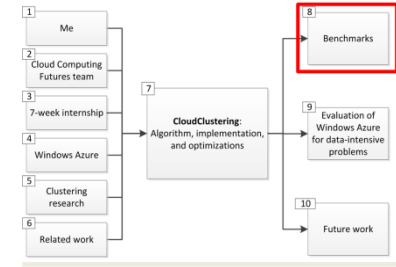 1
Me
2
Cloud Computing
Futures team
3
7-week internship
4
Windows Azure
5
Clustering
research
6
Related work
7
CloudClustering:
Algorithm, implementation,
and optimizations
8
Benchmarks
9
Evaluation of
Windows Azure
for data-intensive
problems
10
Future work